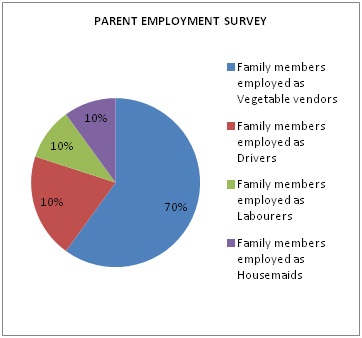 PARENT EMPLOYMENT SURVEY
10%
10%
10%
70%
Family members
employed as
Vegetable vendors
Family members
employed as
Drivers
Family members
employed as
Labourers
Family members
employed as
Housemaids